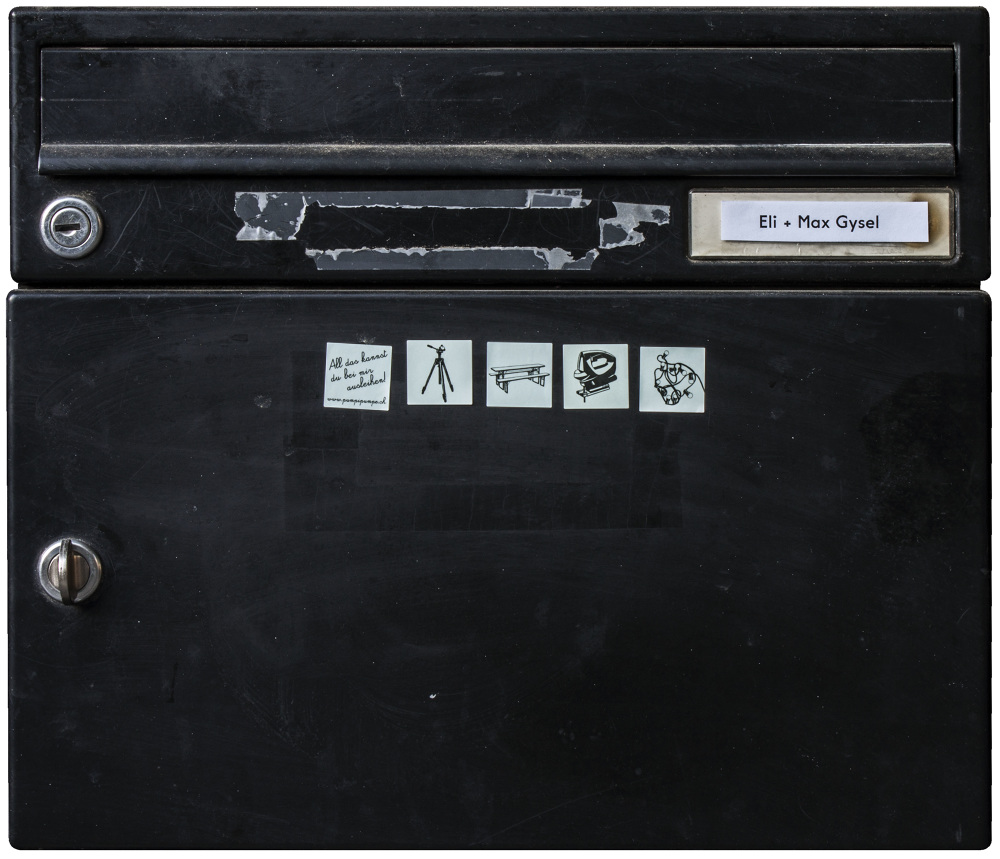 Eli + Max Gysel
All das kannst
du bei mir
ausleihen!
www.pumpipumpe.ch